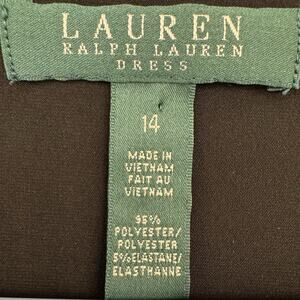 LAUREN
RALPH LAUREN
DRESS
14
MADE IN
VIETNAM
FAIT AU
VIETNAM
95%
POLYESTER/
POLYESTER
5%ELASTANE/
ELASTHANNE